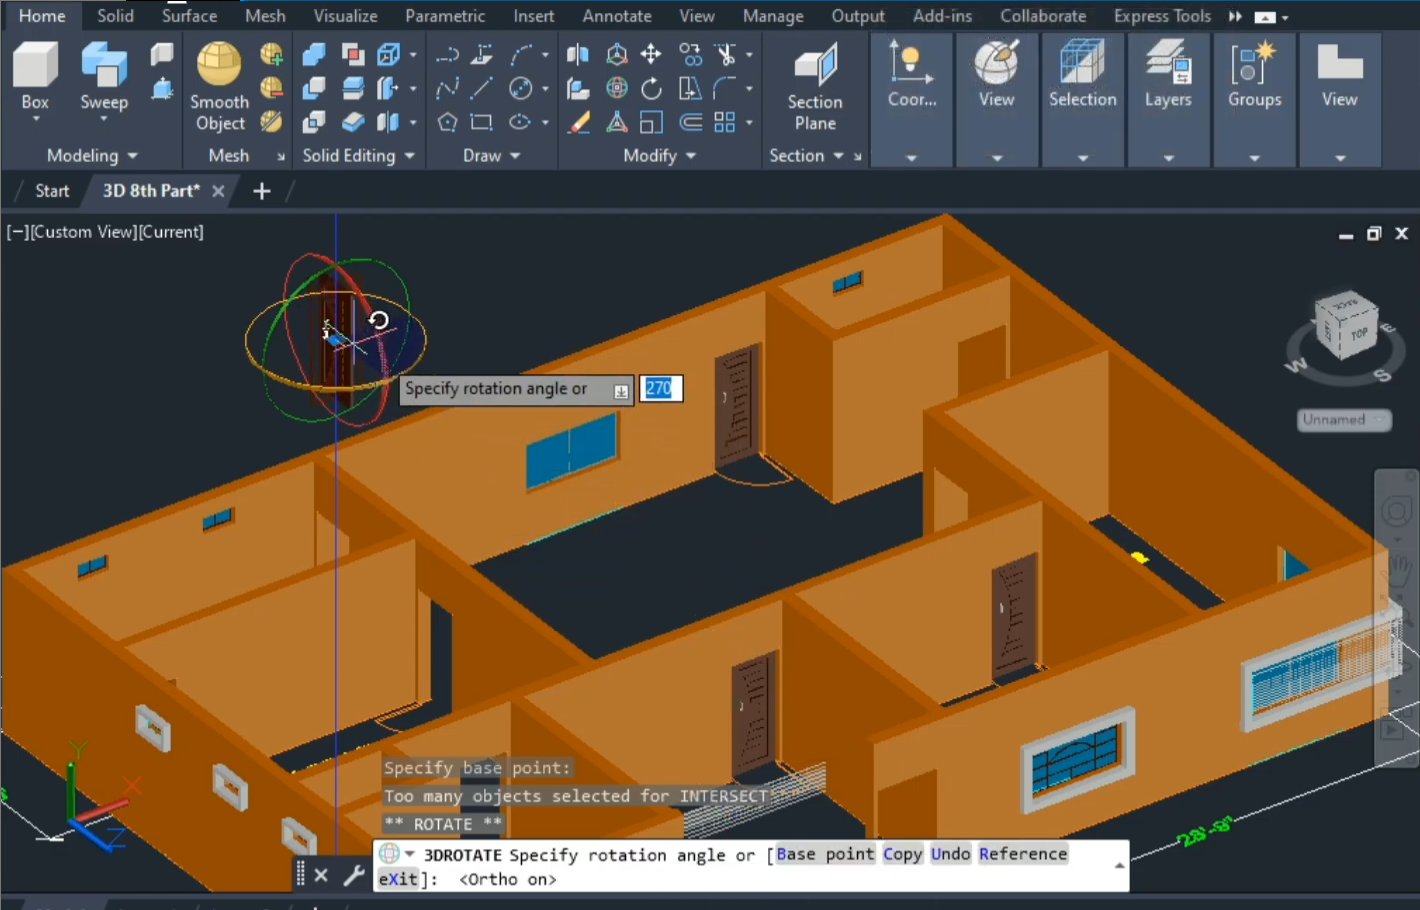 Home Solid Surface Mesh Visualize Parametric Insert Annotate View Manage Output Add-ins Collaborate Express Tools
Box
Sweep
Smooth
Object
Section
Plane
Coor...
View
Selection
Layers
Groups
View
Modeling
Mesh
Solid Editing
Draw
Modify
Section
Start
3D 8th Part*
[−][Custom View][Current]
TOP
W
S
E
Unnamed
Specify rotation angle or
270
Y
X
Z
Specify base point:
Too many objects selected for INTERSECT
** ROTATE **
28'-9"
3DROTATE Specify rotation angle or [Base point Copy Undo Reference
eXit]: <Ortho on>